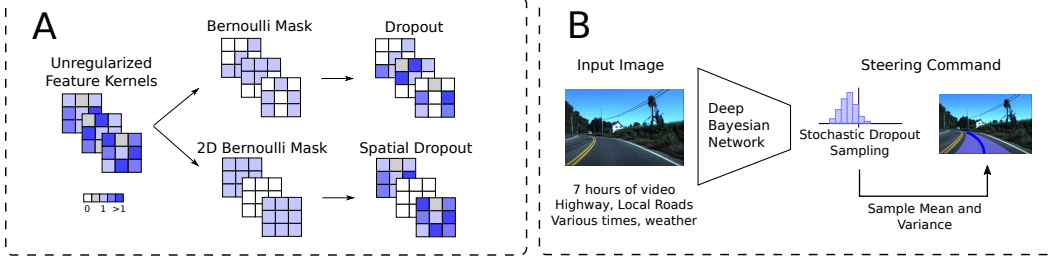 A
Unregularized
Feature Kernels
0 1 >1
Bernoulli Mask
Dropout
2D Bernoulli Mask
Spatial Dropout
B
Input Image
7 hours of video
Highway, Local Roads
Various times, weather
Deep
Bayesian
Network
Steering Command
Stochastic Dropout
Sampling
Sample Mean and
Variance